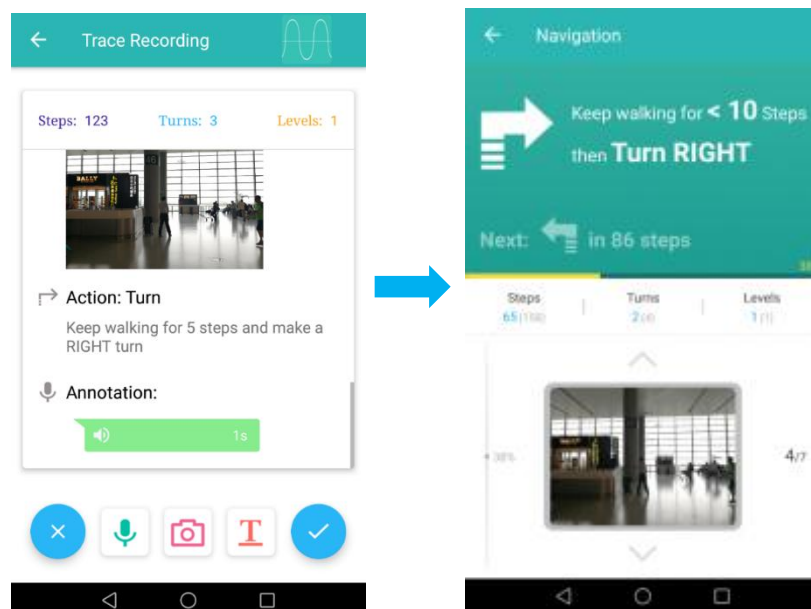 Trace Recording
Steps: 123 Turns: 3 Levels: 1
BALLY
Action: Turn
Keep walking for 5 steps and make a
RIGHT turn
Annotation:
1s
T
Navigation
Keep walking for < 10 Steps
then Turn RIGHT
Next: in 86 steps
Steps Turns Levels
65 2 1
38%
4/7